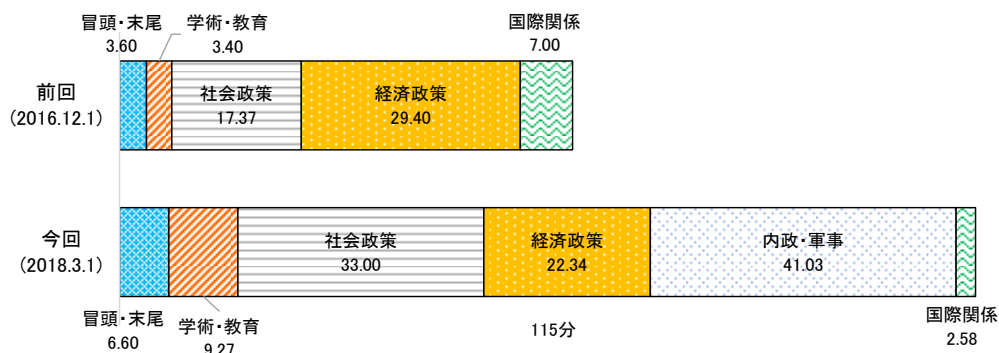 冒頭・末尾
3.60
学術・教育
3.40
国際関係
7.00
前回
(2016.12.1)
社会政策
17.37
経済政策
29.40
今回
(2018.3.1)
社会政策
33.00
経済政策
22.34
内政・軍事
41.03
冒頭・末尾
6.60
学術・教育
9.27
115分
国際関係
2.58